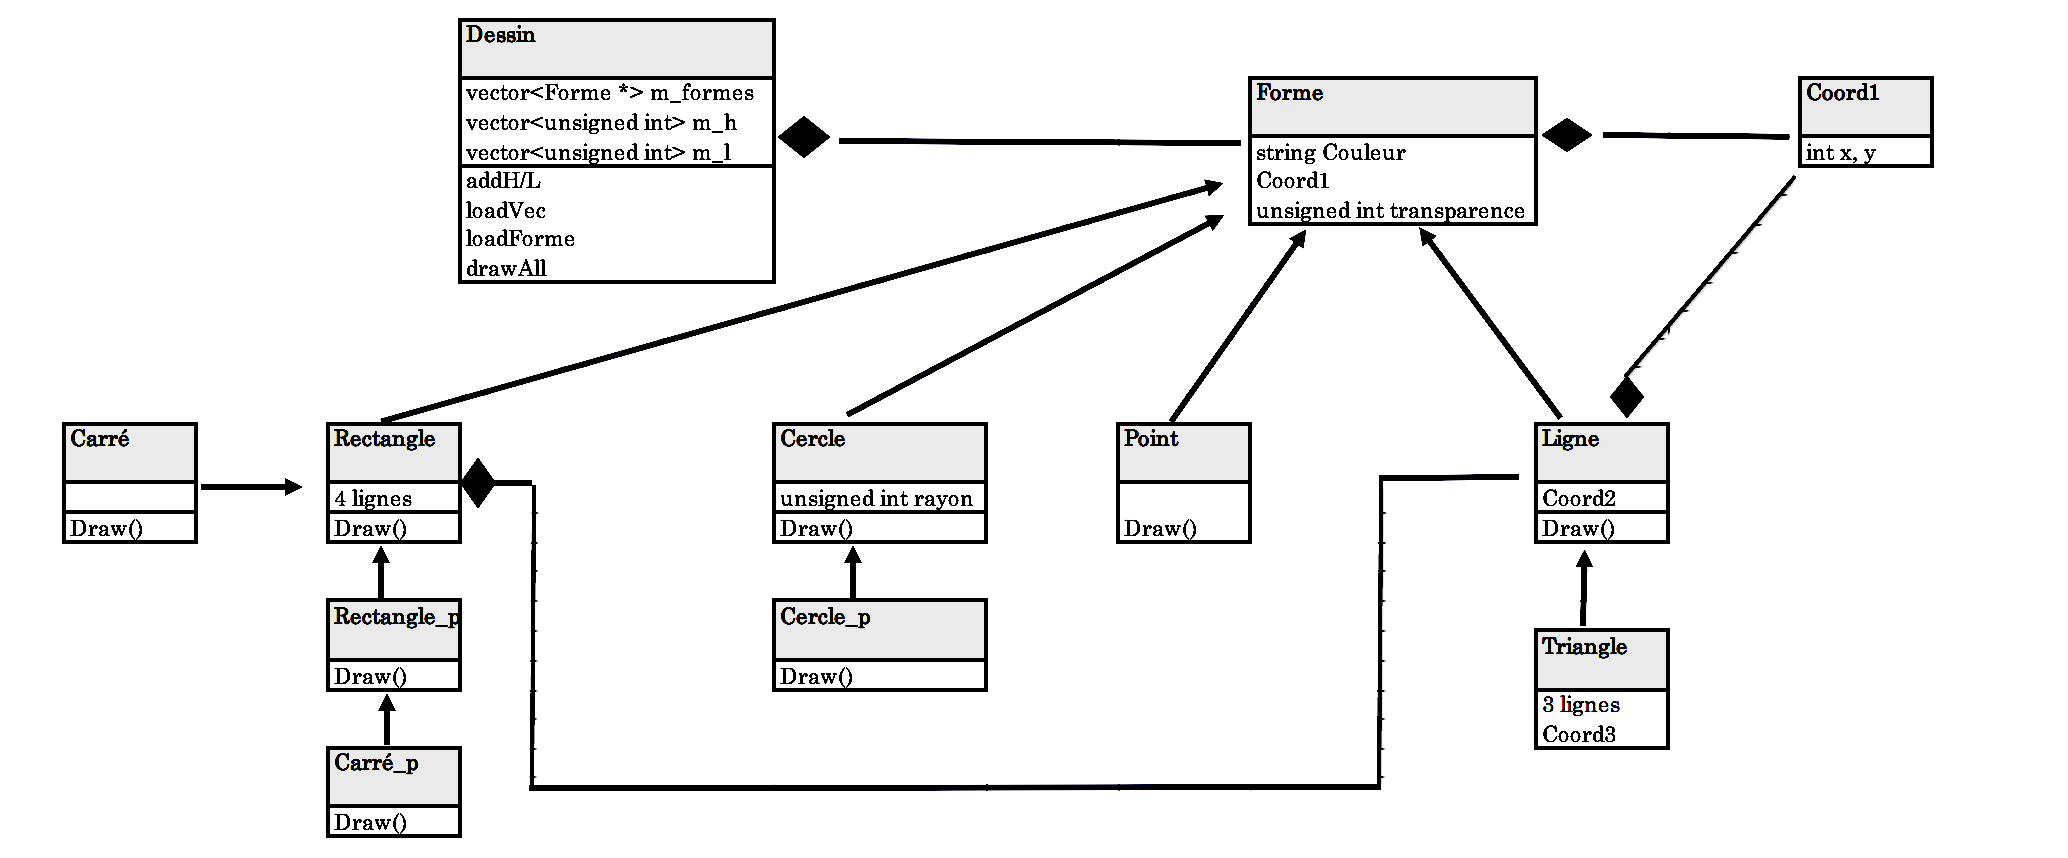 Dessin
vector<Forme *> m_formes
vector<unsigned int> m_h
vector<unsigned int> m_l
addH/L
loadVec
loadForme
drawAll
Forme
string Couleur
Coord1
unsigned int transparence
Coord1
int x, y
Carré
Draw()
Rectangle
4 lignes
Draw()
Cercle
unsigned int rayon
Draw()
Point
Draw()
Ligne
Coord2
Draw()
Rectangle_p
Draw()
Cercle_p
Draw()
Triangle
3 lignes
Coord3
Carré_p
Draw()